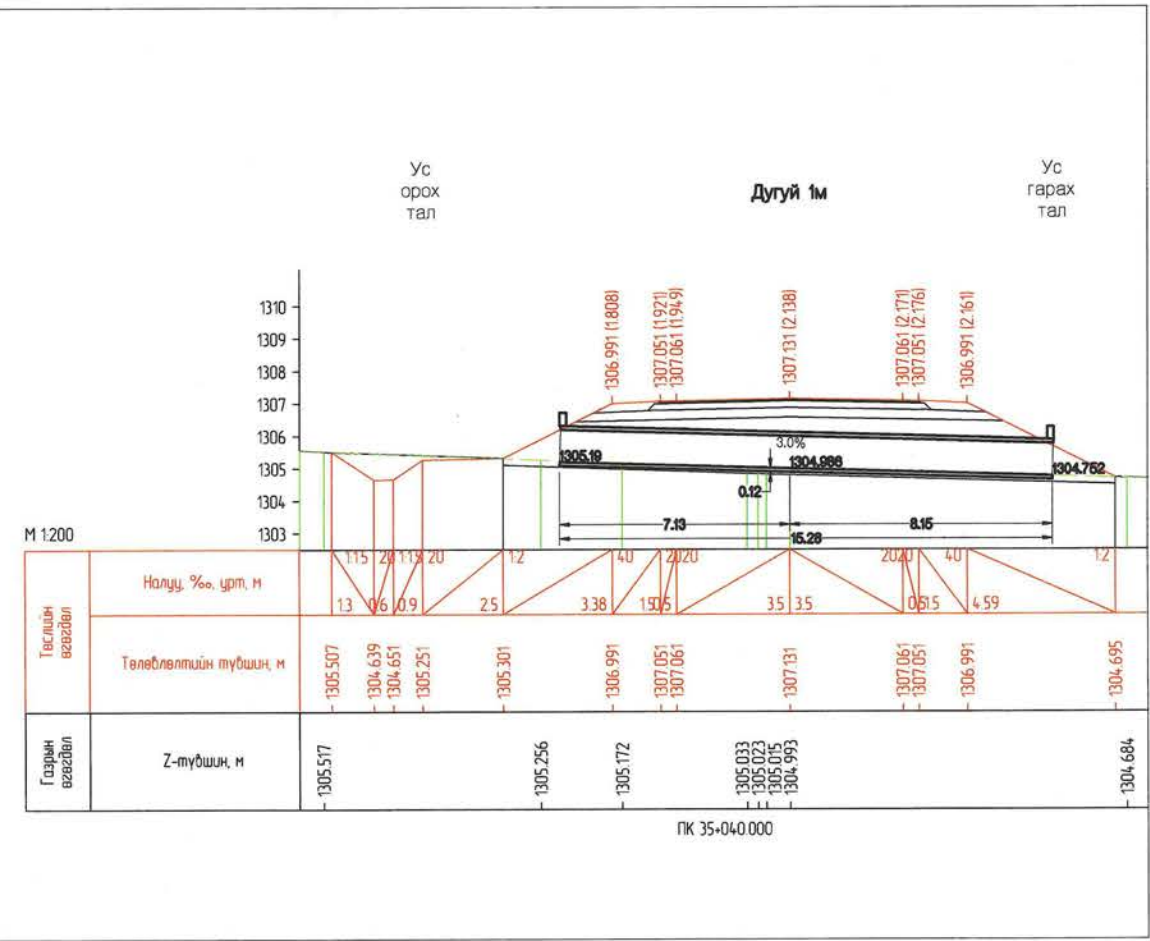 Ус
орох
тал
Дугуй 1м
Ус
гарах
тал
1310
1309
1308
1307
1306
1305
1304
1303
1306.991 (1.808)
1307.051 (1.921)
1307.061 (1.949)
1307.131 (2.138)
1307.061 (2.171)
1307.051 (2.176)
1306.991 (2.161)
3.0%
1305.19
1304.986
1304.752
0.12
7.13
8.15
15.28
М 1:200
Төслийн өгөгдөл
Налуу, ‰, урт, м
1:1.5 20 1:1.5 20 1:2 40 20 20 20 20 40 1:2
1.3 0.6 0.9 2.5 3.38 1.5 0.5 3.5 3.5 0.5 1.5 4.59
Төлөвлөлтийн түвшин, м
1305.507 1304.639 1304.651 1305.251 1305.301 1306.991 1307.051 1307.061 1307.131 1307.061 1307.051 1306.991 1304.695
Газрын өгөгдөл
Z-түвшин, м
1305.517 1305.256 1305.172 1305.033 1305.023 1305.015 1304.993 1304.684
ПК 35+040.000